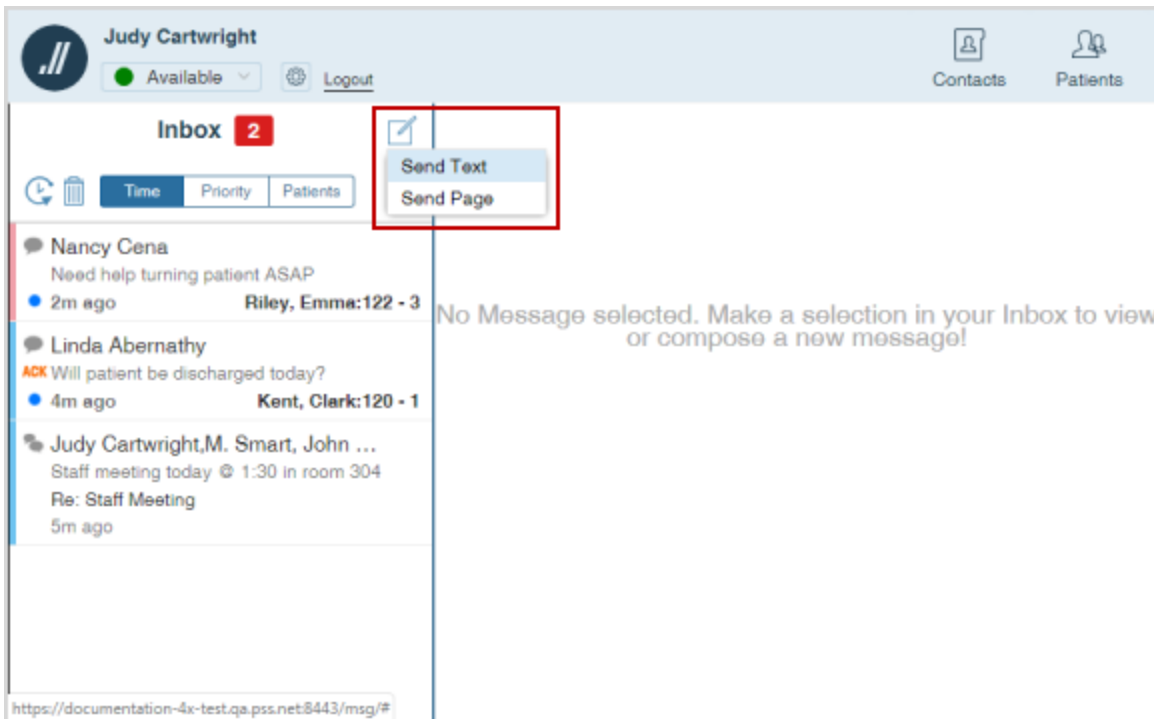 Judy Cartwright
Available
Logout
Contacts
Patients
Inbox 2
Send Text
Send Page
Time Priority Patients
Nancy Cena
Need help turning patient ASAP
2m ago Riley, Emma:122 - 3
Linda Abernathy
ACK Will patient be discharged today?
4m ago Kent, Clark:120 - 1
Judy Cartwright,M. Smart, John ...
Staff meeting today @ 1:30 in room 304
Re: Staff Meeting
5m ago
No Message selected. Make a selection in your Inbox to view
or compose a new message!
https://documentation-4x-test.qa.pss.net:8443/msg/#